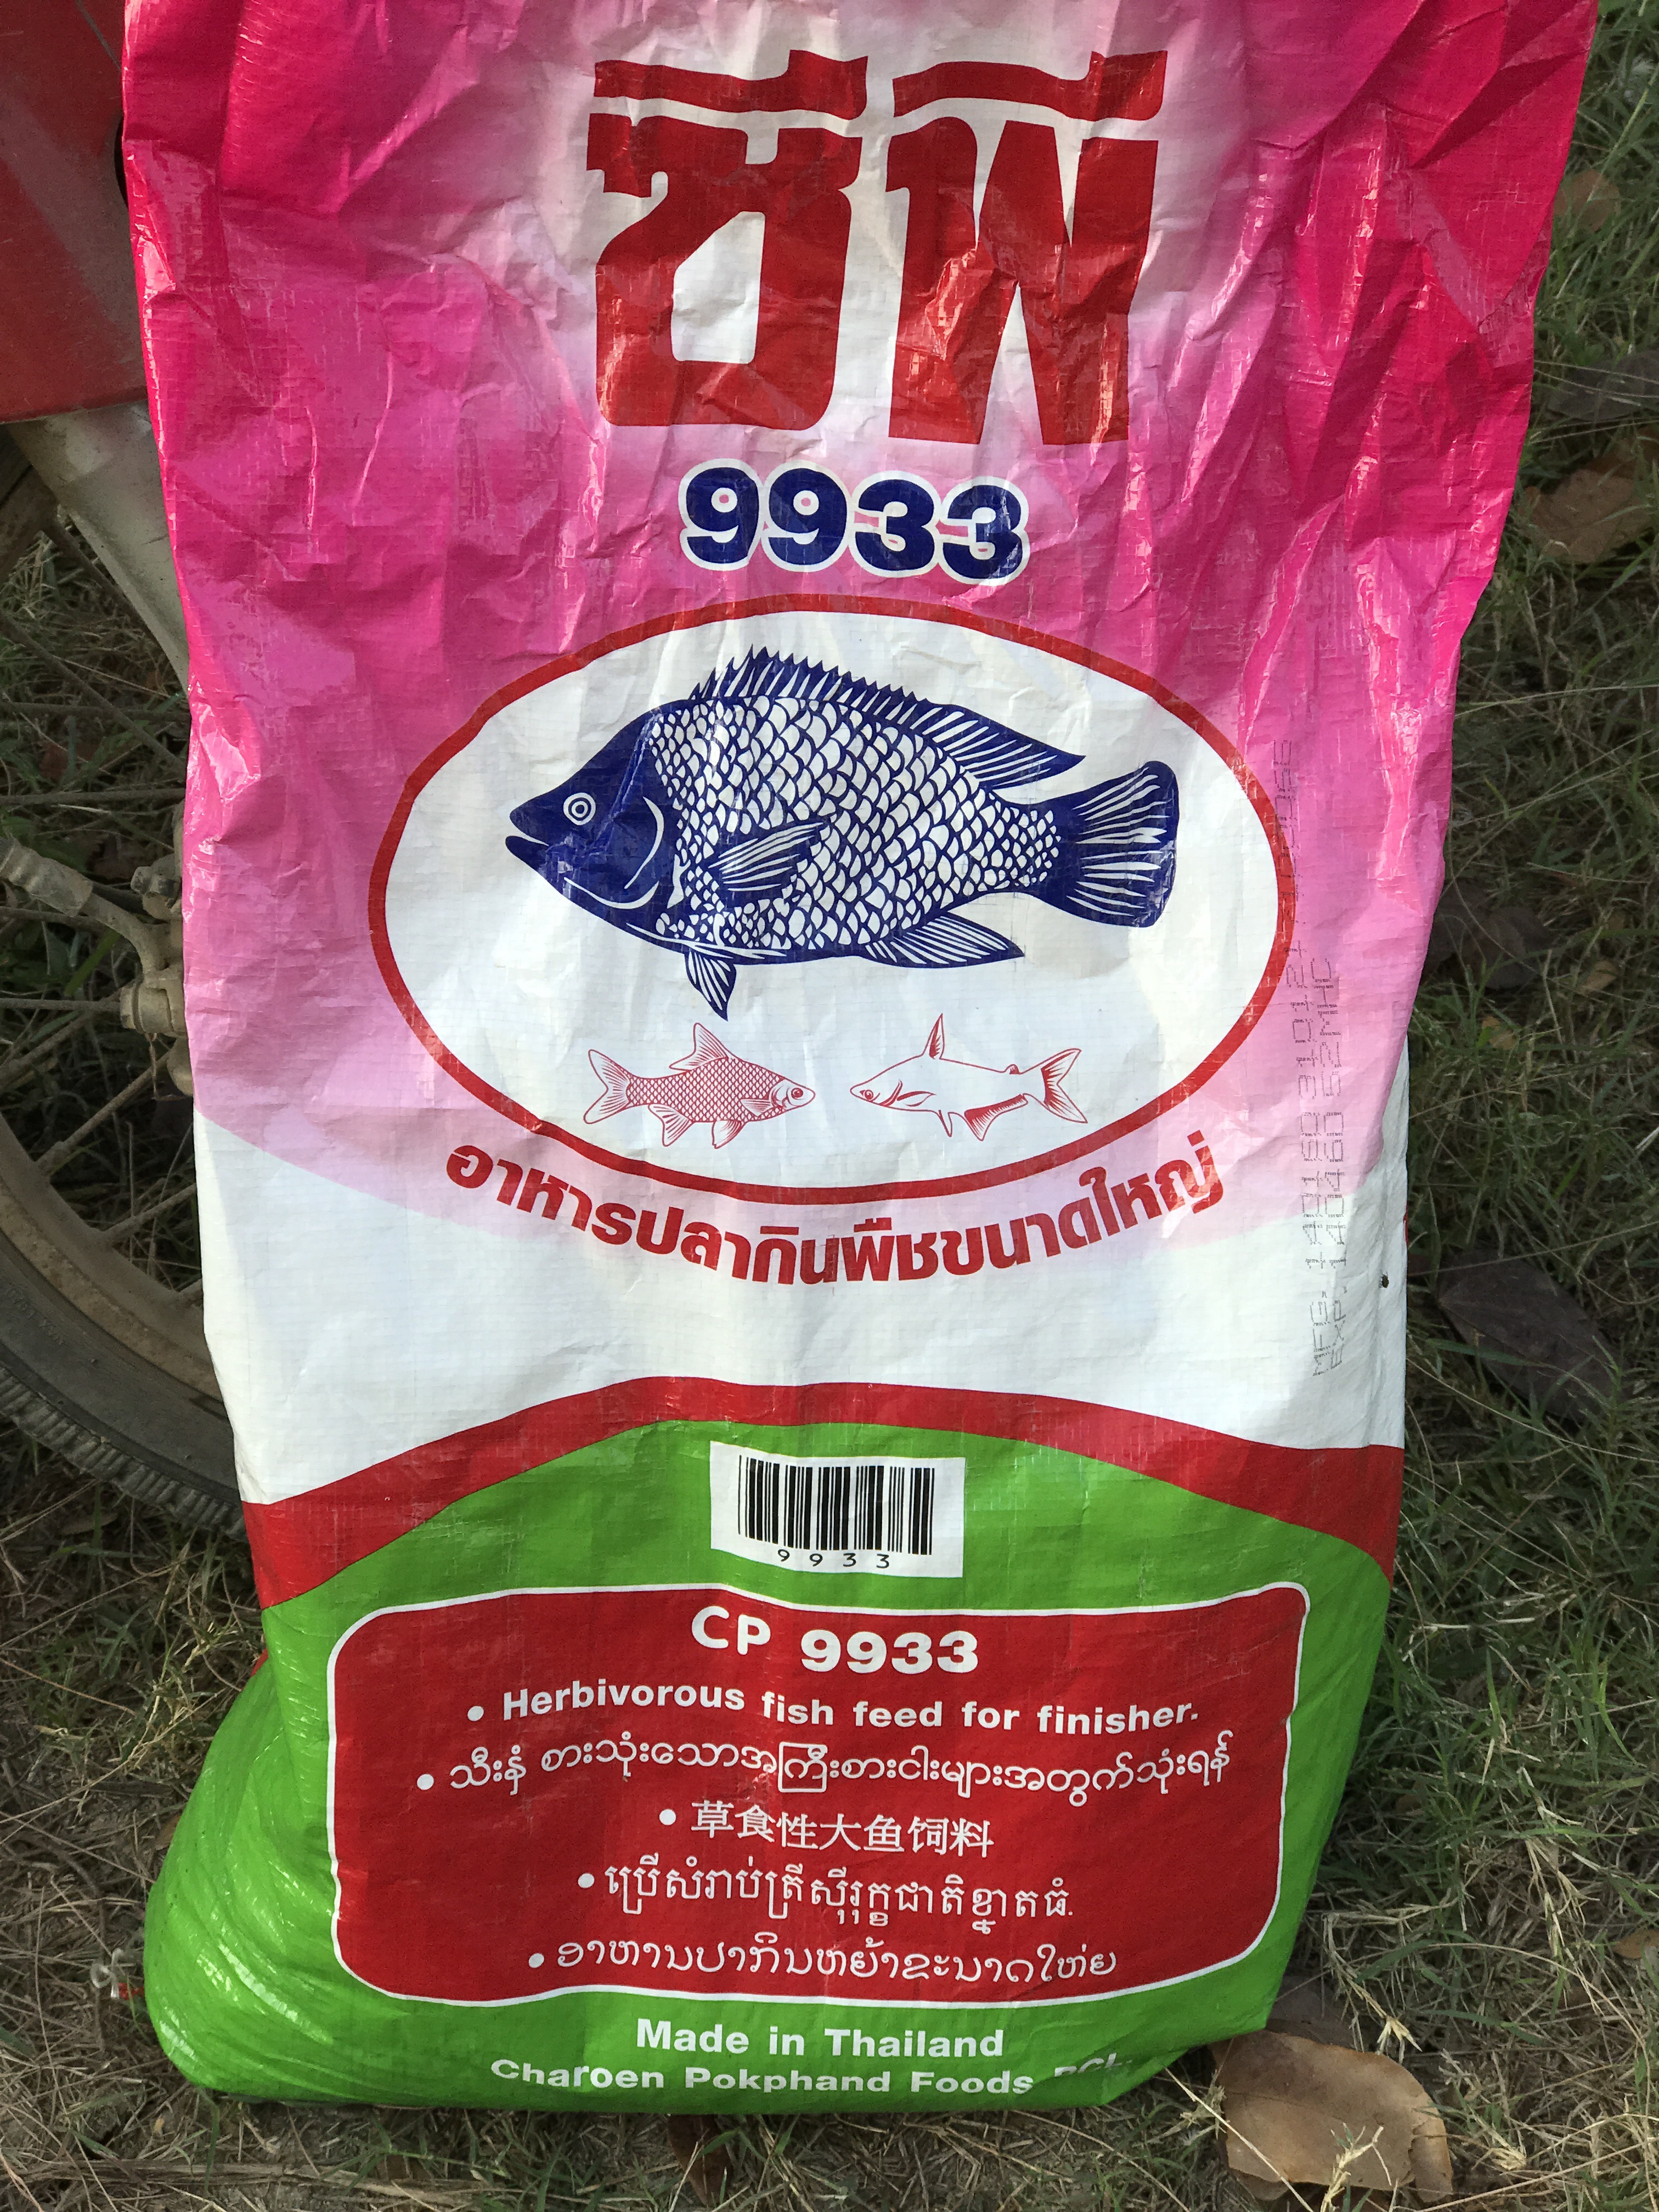 ซีพี
9933
อาหารปลากินพืชขนาดใหญ่
9933
CP 9933
• Herbivorous fish feed for finisher.
• သီးနှံ စားသုံးသောအကြီးစားငါးများအတွက်သုံးရန်
• 草食性大鱼饲料
• ប្រើសំរាប់ត្រីស៊ីរុក្ខជាតិខ្នាតធំ.
• ອາຫານປາກິນຫຍ້າຂະນາດໃຫ່ຍ
Made in Thailand
Charoen Pokphand Foods PCL.
MFG.
EXP.